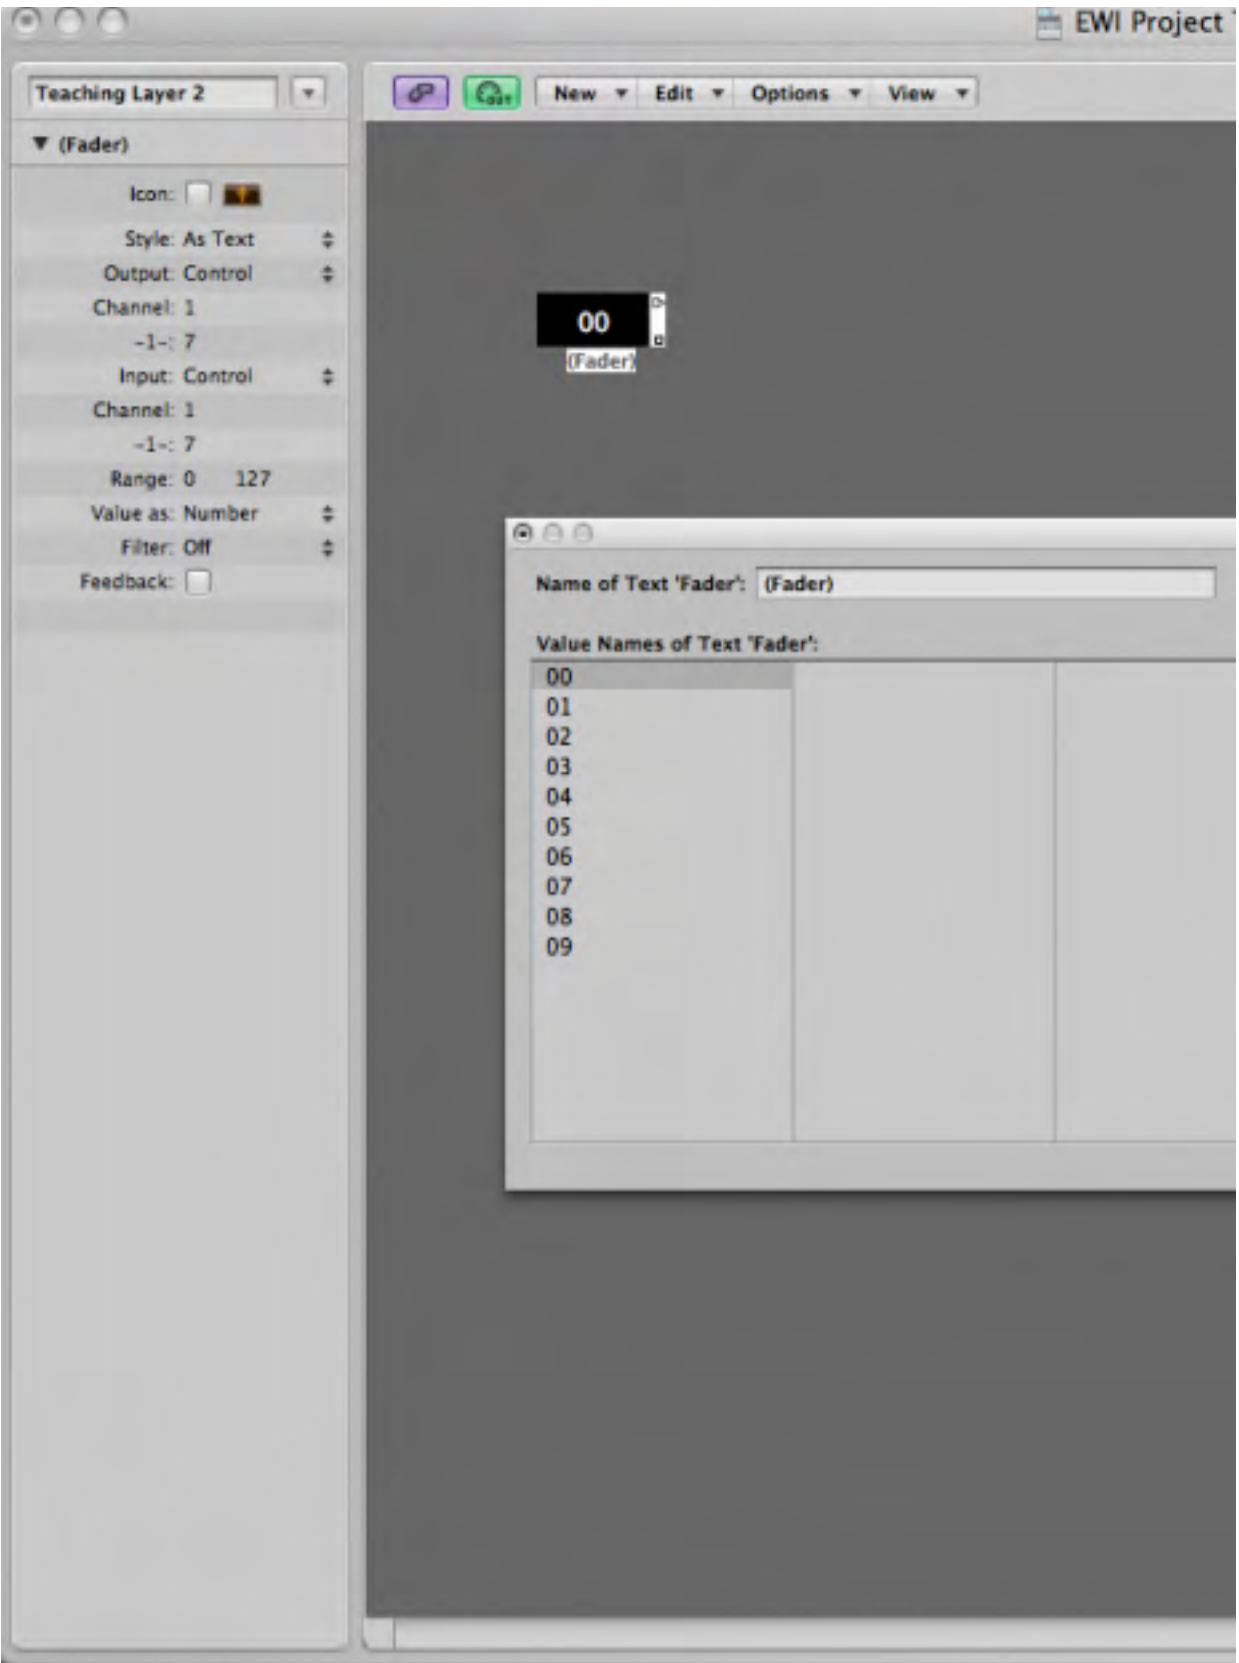 EWI Project
Teaching Layer 2
New Edit Options View
(Fader)
Icon:
Style: As Text
Output: Control
Channel: 1
-1-: 7
Input: Control
Channel: 1
-1-: 7
Range: 0 127
Value as: Number
Filter: Off
Feedback:
00
(Fader)
Name of Text 'Fader': (Fader)
Value Names of Text 'Fader':
00
01
02
03
04
05
06
07
08
09